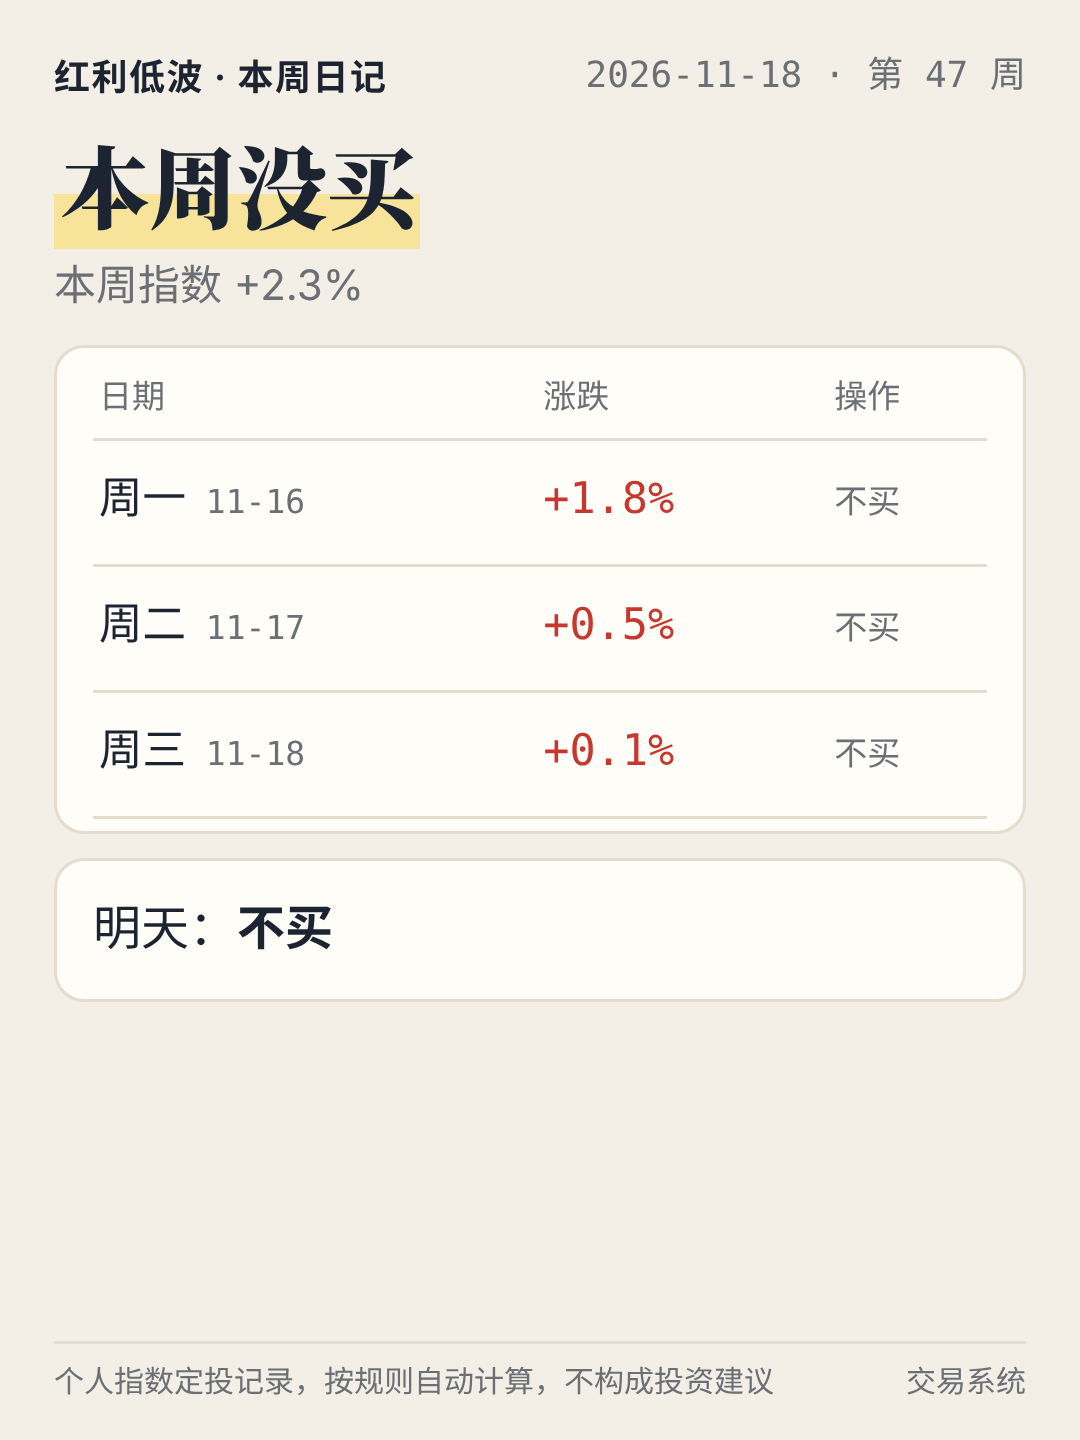 红利低波 · 本周日记
2026-11-18 · 第 47 周
本周没买
本周指数 +2.3%
日期 涨跌 操作
周一 11-16 +1.8% 不买
周二 11-17 +0.5% 不买
周三 11-18 +0.1% 不买
明天：不买
个人指数定投记录，按规则自动计算，不构成投资建议
交易系统